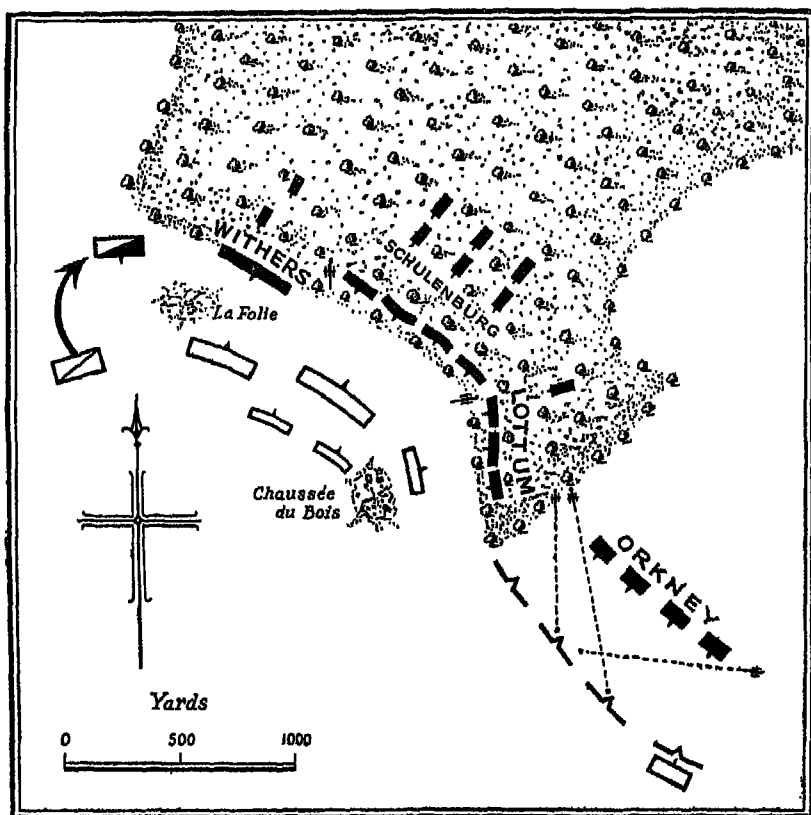 WITHERS
SCHULENBURG
La Folie
LOTTUM
Chaussée
du Bois
ORKNEY
Yards
0 500 1000